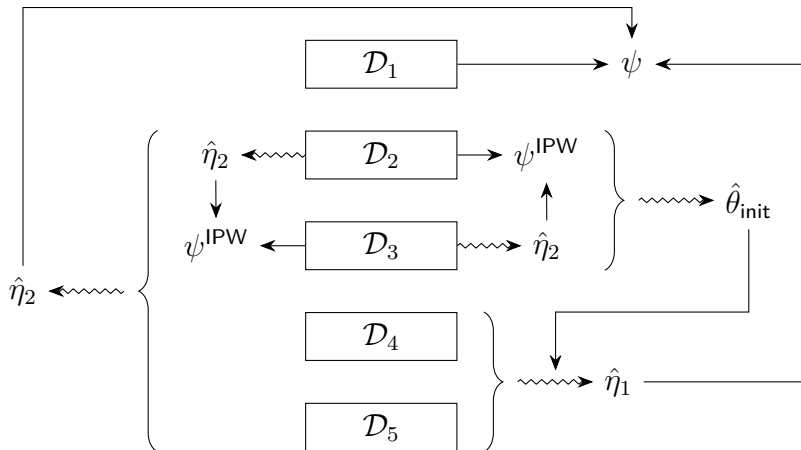 𝒟₁ ψ
η̂₂ 𝒟₂ ψ^IPW
θ̂_init
ψ^IPW 𝒟₃ η̂₂
η̂₂
𝒟₄
η̂₁
𝒟₅